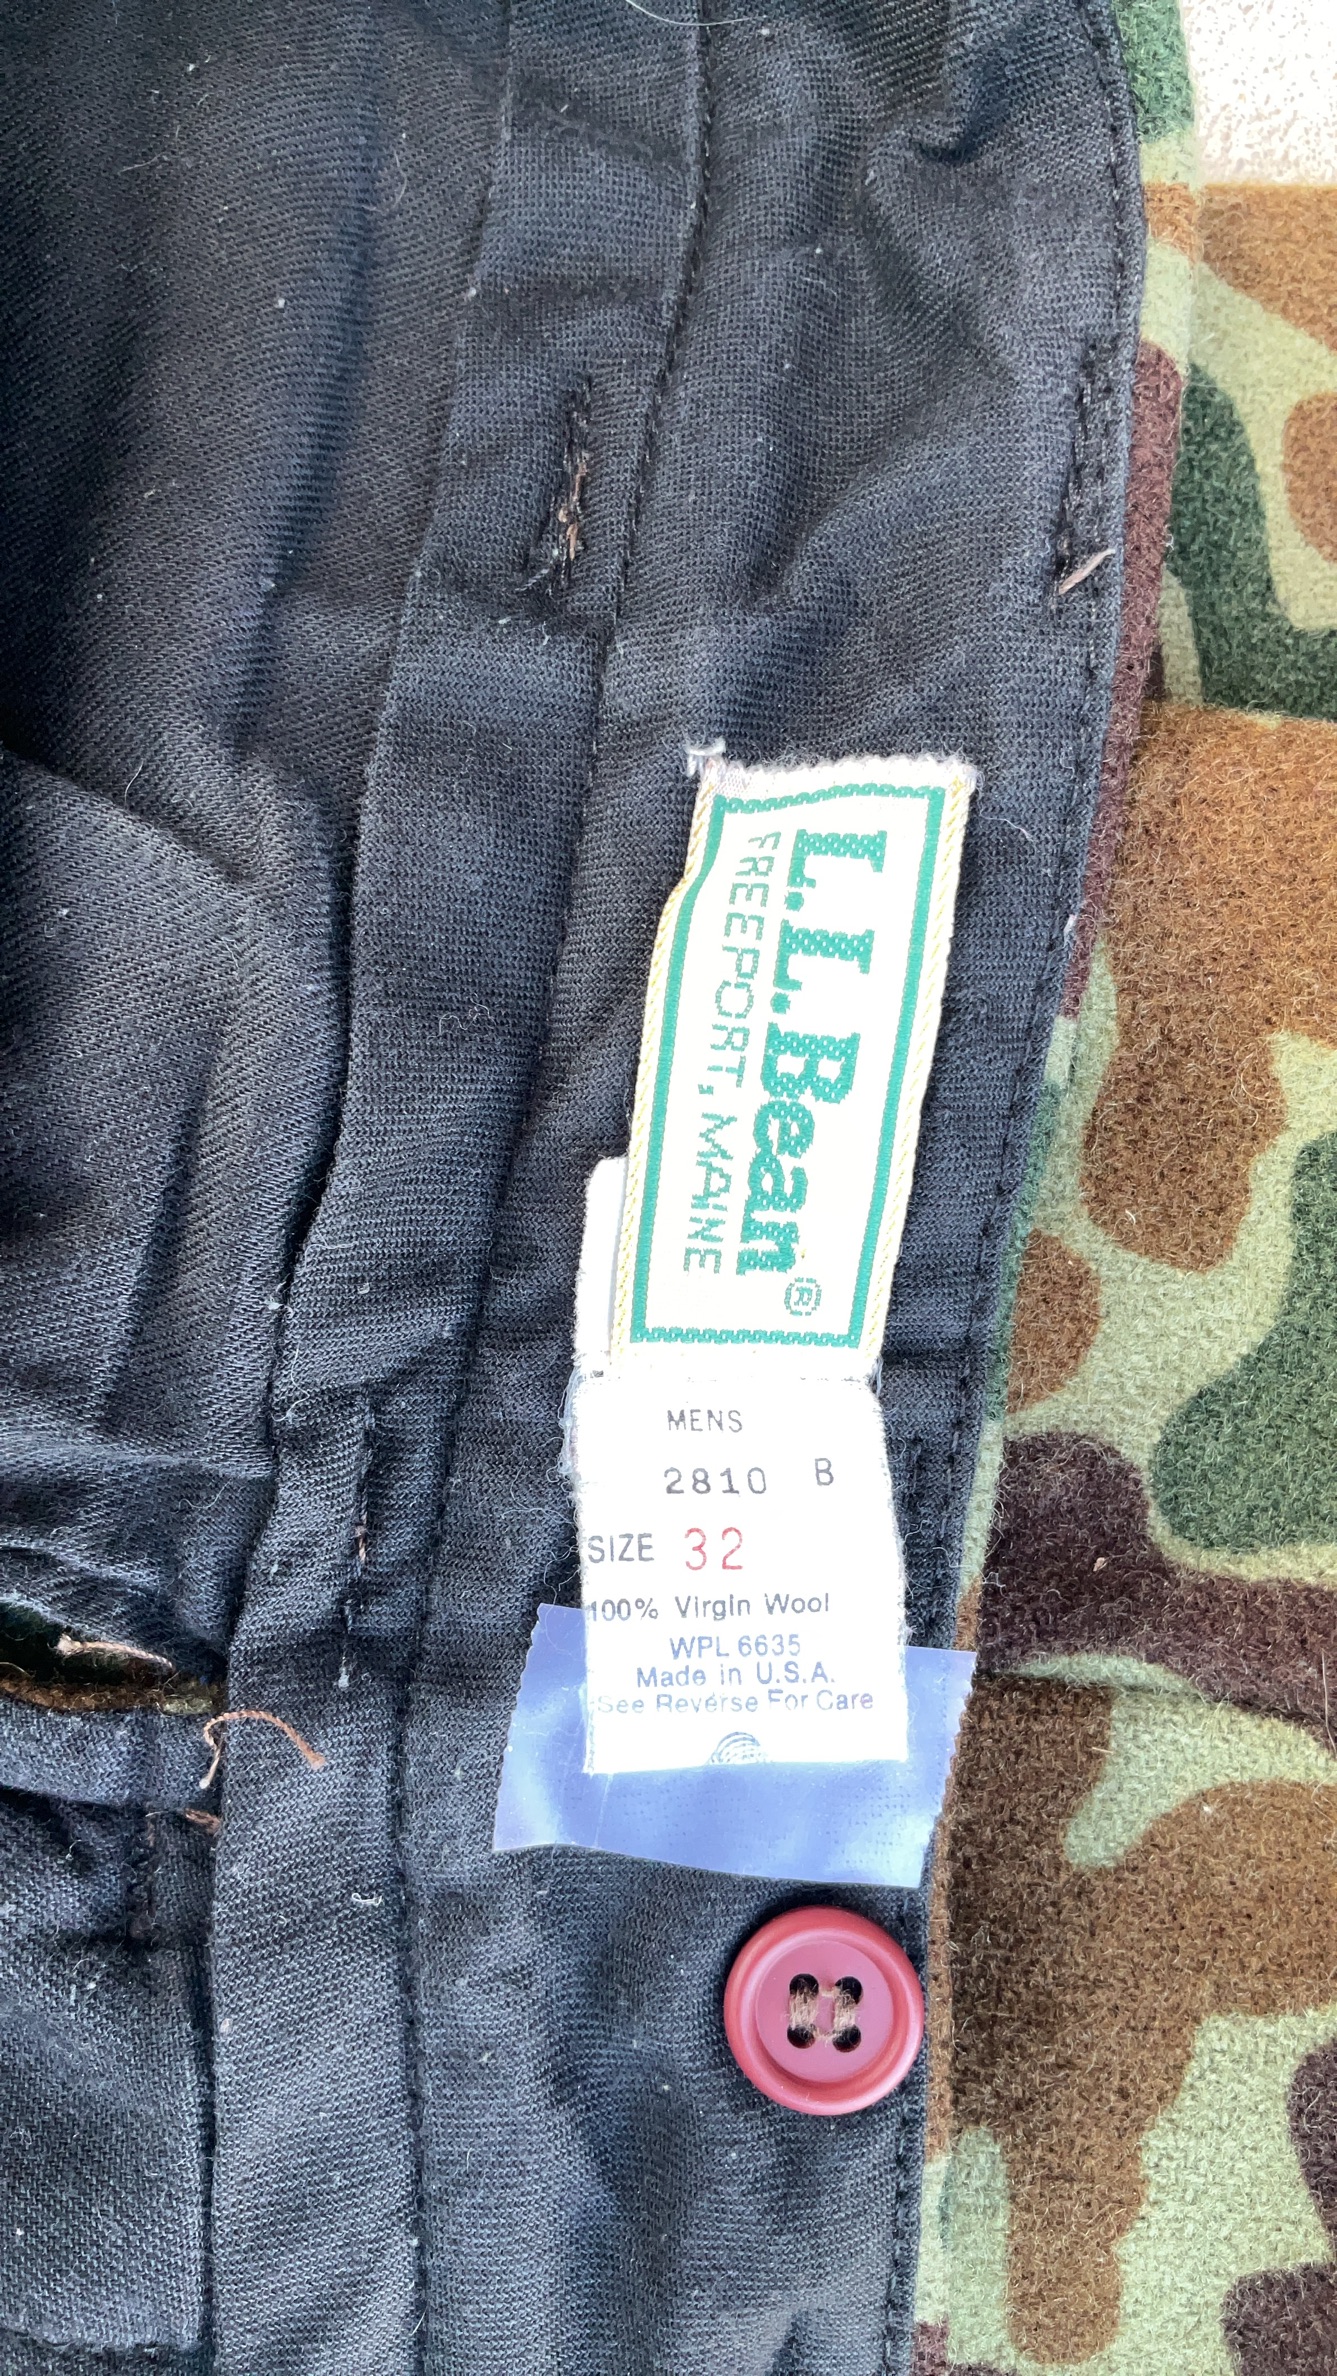 L.L.Bean®
FREEPORT, MAINE
MENS
2810 B
SIZE 32
100% Virgin Wool
WPL 6635
Made in U.S.A.
See Reverse For Care